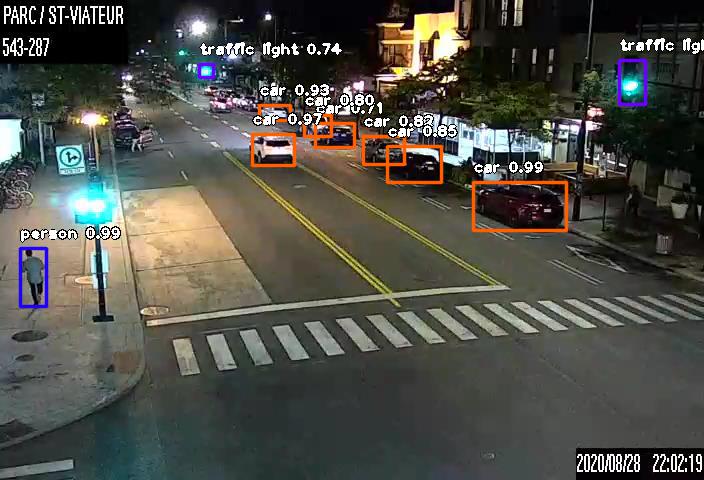 PARC / ST-VIATEUR
543-287
traffic light 0.74
traffic lig
car 0.93
car 0.80
car 0.71
car 0.97
car 0.82
car 0.85
car 0.99
person 0.99
2020/08/28 22:02:19